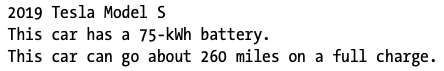 2019 Tesla Model S
This car has a 75-kWh battery.
This car can go about 260 miles on a full charge.